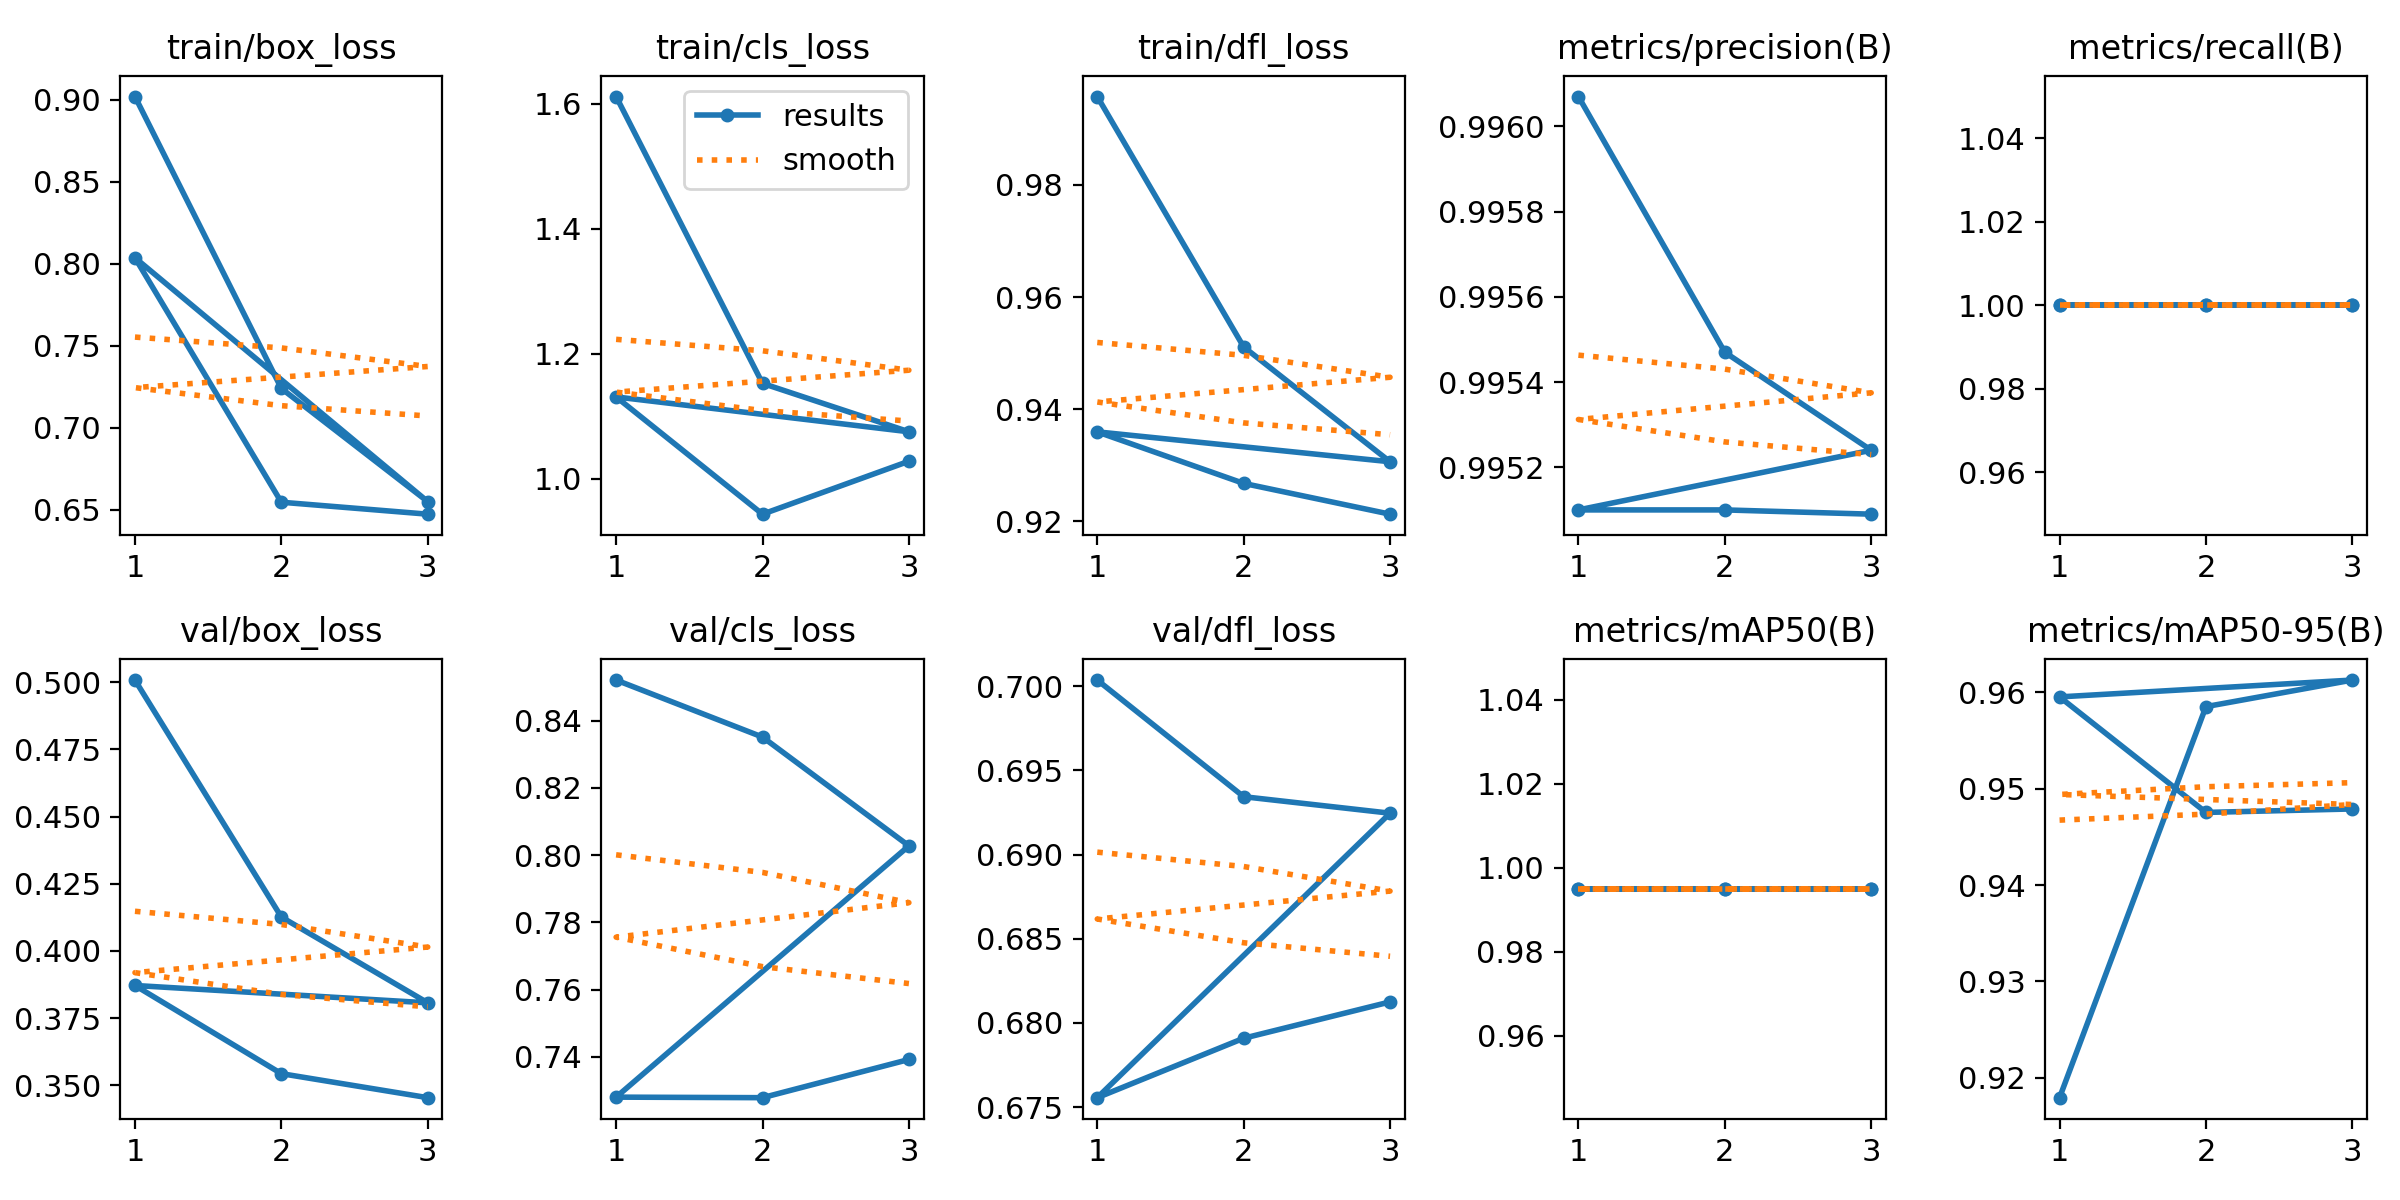 train/box_loss
0.90
0.85
0.80
0.75
0.70
0.65
1 2 3
train/cls_loss
results
smooth
1.6
1.4
1.2
1.0
1 2 3
train/dfl_loss
0.98
0.96
0.94
0.92
1 2 3
metrics/precision(B)
0.9960
0.9958
0.9956
0.9954
0.9952
1 2 3
metrics/recall(B)
1.04
1.02
1.00
0.98
0.96
1 2 3
val/box_loss
0.500
0.475
0.450
0.425
0.400
0.375
0.350
1 2 3
val/cls_loss
0.84
0.82
0.80
0.78
0.76
0.74
1 2 3
val/dfl_loss
0.700
0.695
0.690
0.685
0.680
0.675
1 2 3
metrics/mAP50(B)
1.04
1.02
1.00
0.98
0.96
1 2 3
metrics/mAP50-95(B)
0.96
0.95
0.94
0.93
0.92
1 2 3